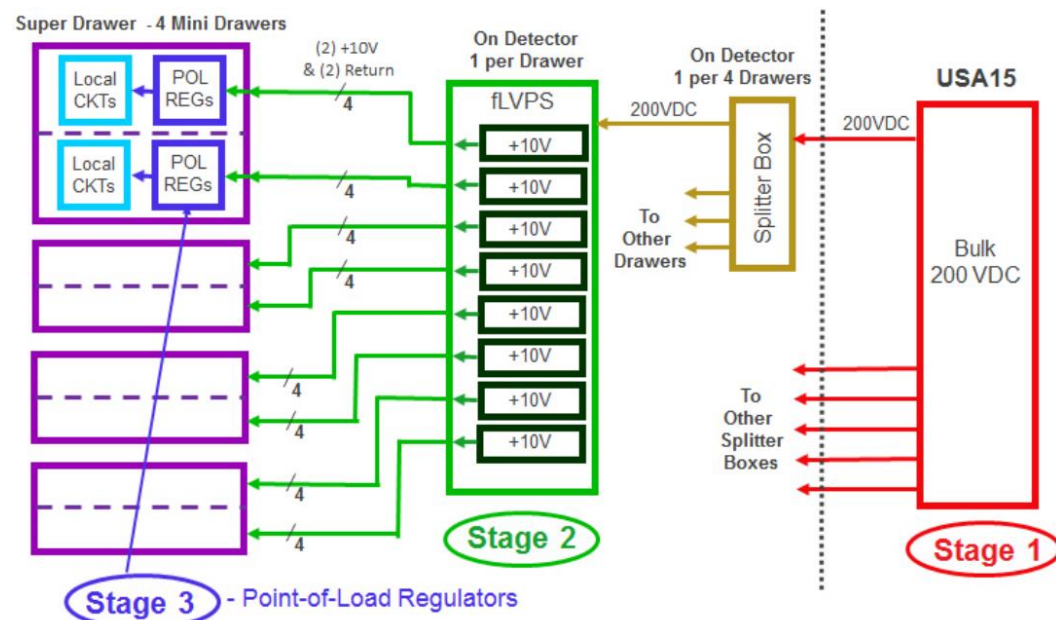 Super Drawer - 4 Mini Drawers
Local
CKTs
POL
REGs
Local
CKTs
POL
REGs
(2) +10V
& (2) Return
4
4
4
4
4
4
4
4
On Detector
1 per Drawer
fLVPS
+10V
+10V
+10V
+10V
+10V
+10V
+10V
+10V
Stage 2
200VDC
On Detector
1 per 4 Drawers
Splitter Box
To
Other
Drawers
200VDC
USA15
Bulk
200 VDC
To
Other
Splitter
Boxes
Stage 1
Stage 3 - Point-of-Load Regulators